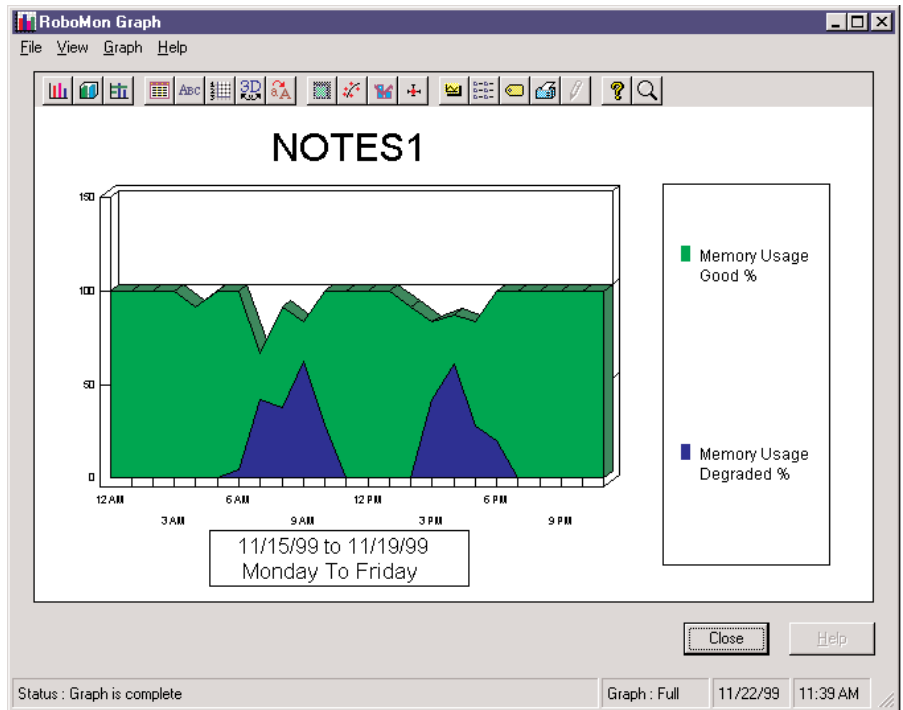 RoboMon Graph
File View Graph Help
ABC 3D aA
NOTES1
150
100
50
0
12 AM 6 AM 12 PM 6 PM
3 AM 9 AM 3 PM 9 PM
11/15/99 to 11/19/99
Monday To Friday
Memory Usage
Good %
Memory Usage
Degraded %
Close Help
Status : Graph is complete Graph : Full 11/22/99 11:39 AM